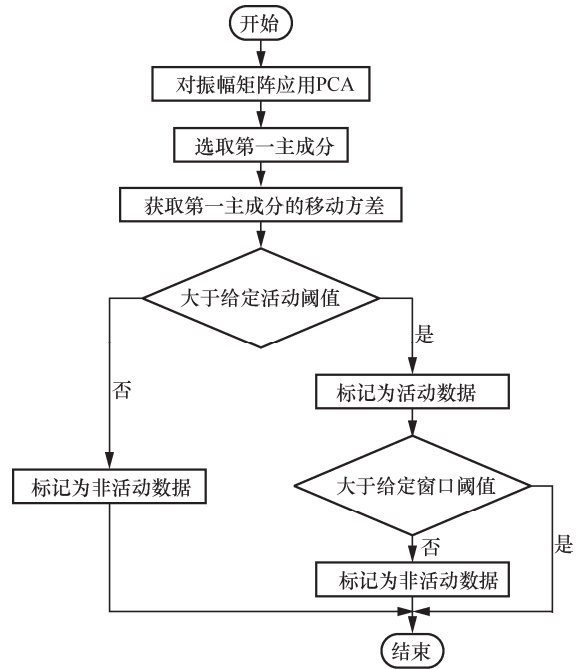 开始
对振幅矩阵应用PCA
选取第一主成分
获取第一主成分的移动方差
大于给定活动阈值
是
否
标记为活动数据
标记为非活动数据
大于给定窗口阈值
否
是
标记为非活动数据
结束